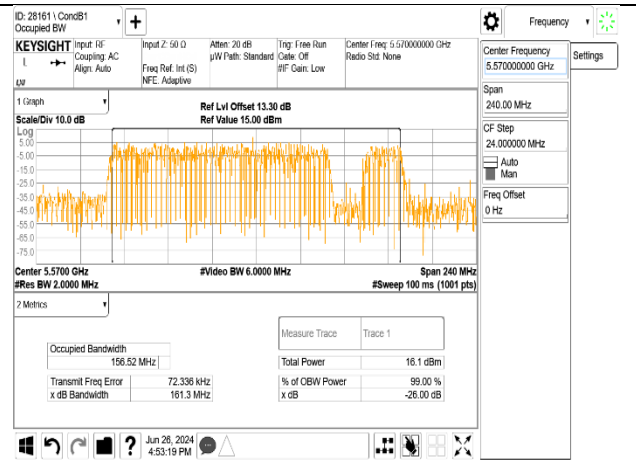 ID: 28161 \ CondB1
Occupied BW
Frequency
KEYSIGHT
L
Input: RF
Coupling: AC
Align: Auto
Input Z: 50 Ω
Freq Ref: Int (S)
NFE: Adaptive
Atten: 20 dB
µW Path: Standard
Trig: Free Run
Gate: Off
#IF Gain: Low
Center Freq: 5.570000000 GHz
Radio Std: None
Center Frequency
5.570000000 GHz
Settings
Span
240.00 MHz
CF Step
24.000000 MHz
Auto
Man
Freq Offset
0 Hz
1 Graph
Scale/Div 10.0 dB
Ref Lvl Offset 13.30 dB
Ref Value 15.00 dBm
Log
5.00
-5.00
-15.0
-25.0
-35.0
-45.0
-55.0
-65.0
-75.0
Center 5.5700 GHz
#Video BW 6.0000 MHz
Span 240 MHz
#Res BW 2.0000 MHz
#Sweep 100 ms (1001 pts)
2 Metrics
Measure Trace
Trace 1
Occupied Bandwidth
156.52 MHz
Total Power
16.1 dBm
Transmit Freq Error
72.336 kHz
% of OBW Power
99.00 %
x dB Bandwidth
161.3 MHz
x dB
-26.00 dB
?
Jun 26, 2024
4:53:19 PM